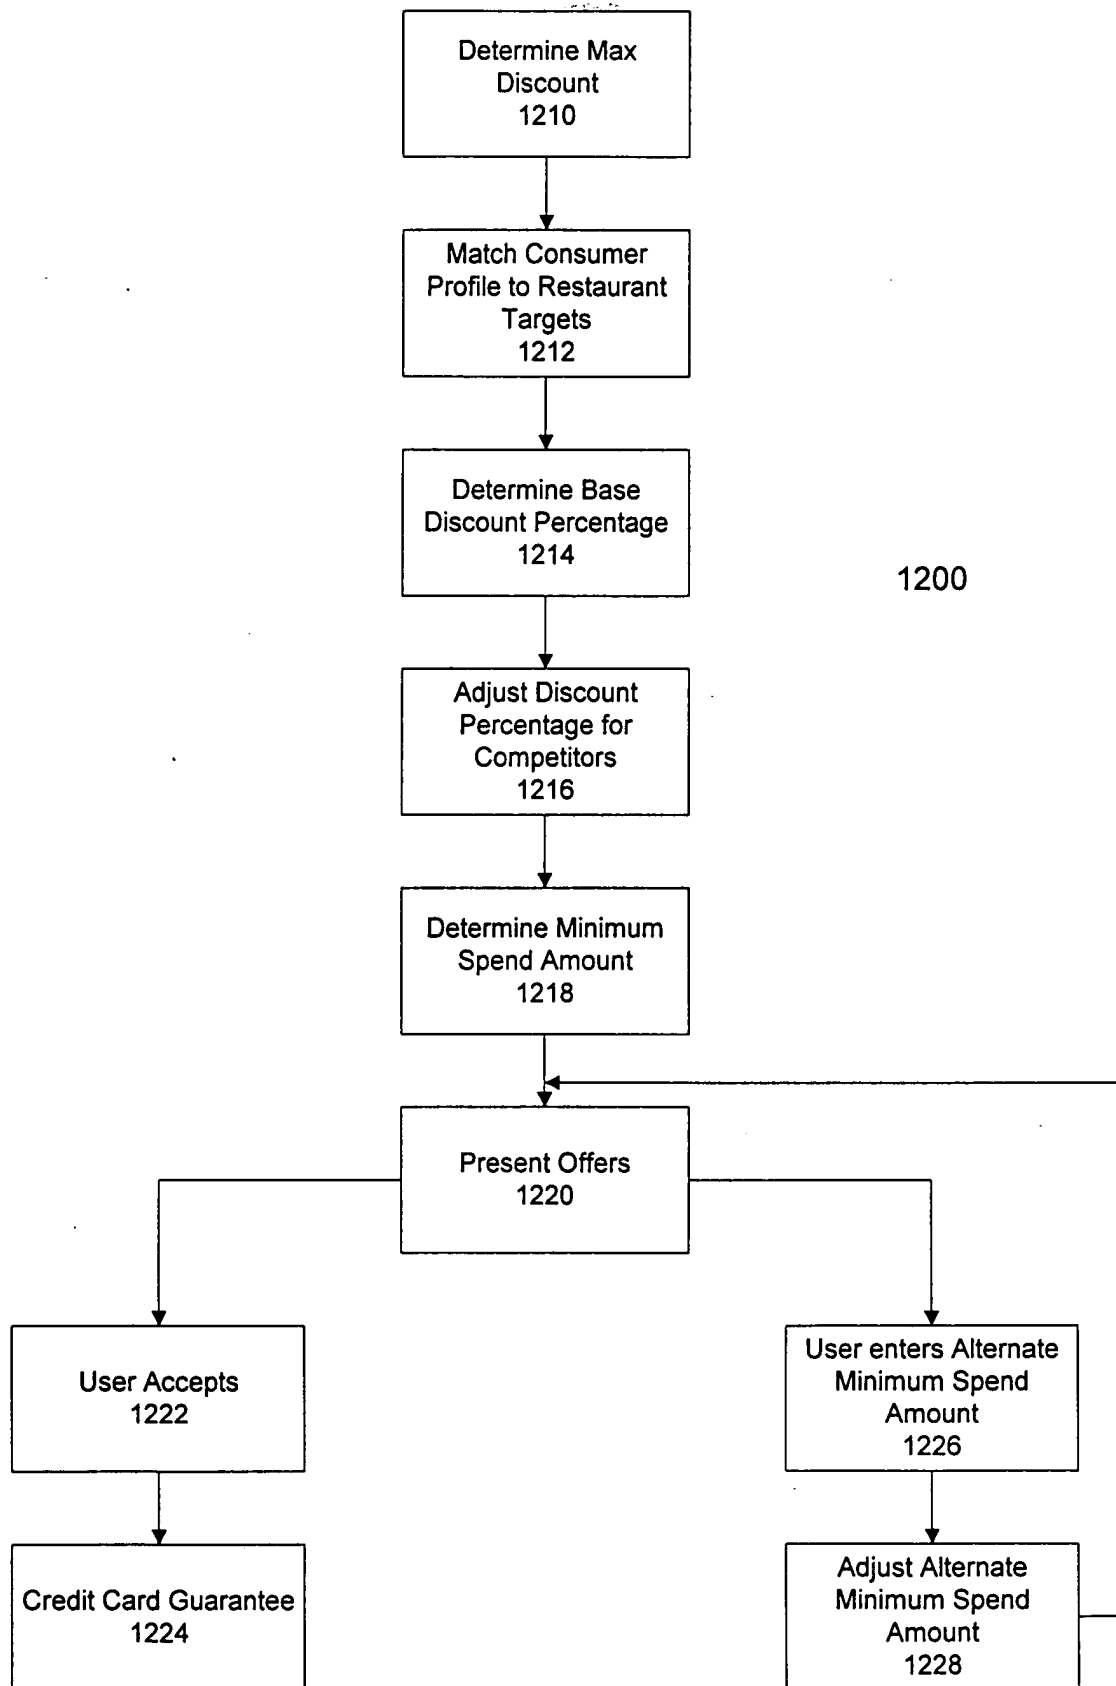 Determine Max
Discount
1210
Match Consumer
Profile to Restaurant
Targets
1212
Determine Base
Discount Percentage
1214
1200
Adjust Discount
Percentage for
Competitors
1216
Determine Minimum
Spend Amount
1218
Present Offers
1220
User Accepts
1222
User enters Alternate
Minimum Spend
Amount
1226
Credit Card Guarantee
1224
Adjust Alternate
Minimum Spend
Amount
1228